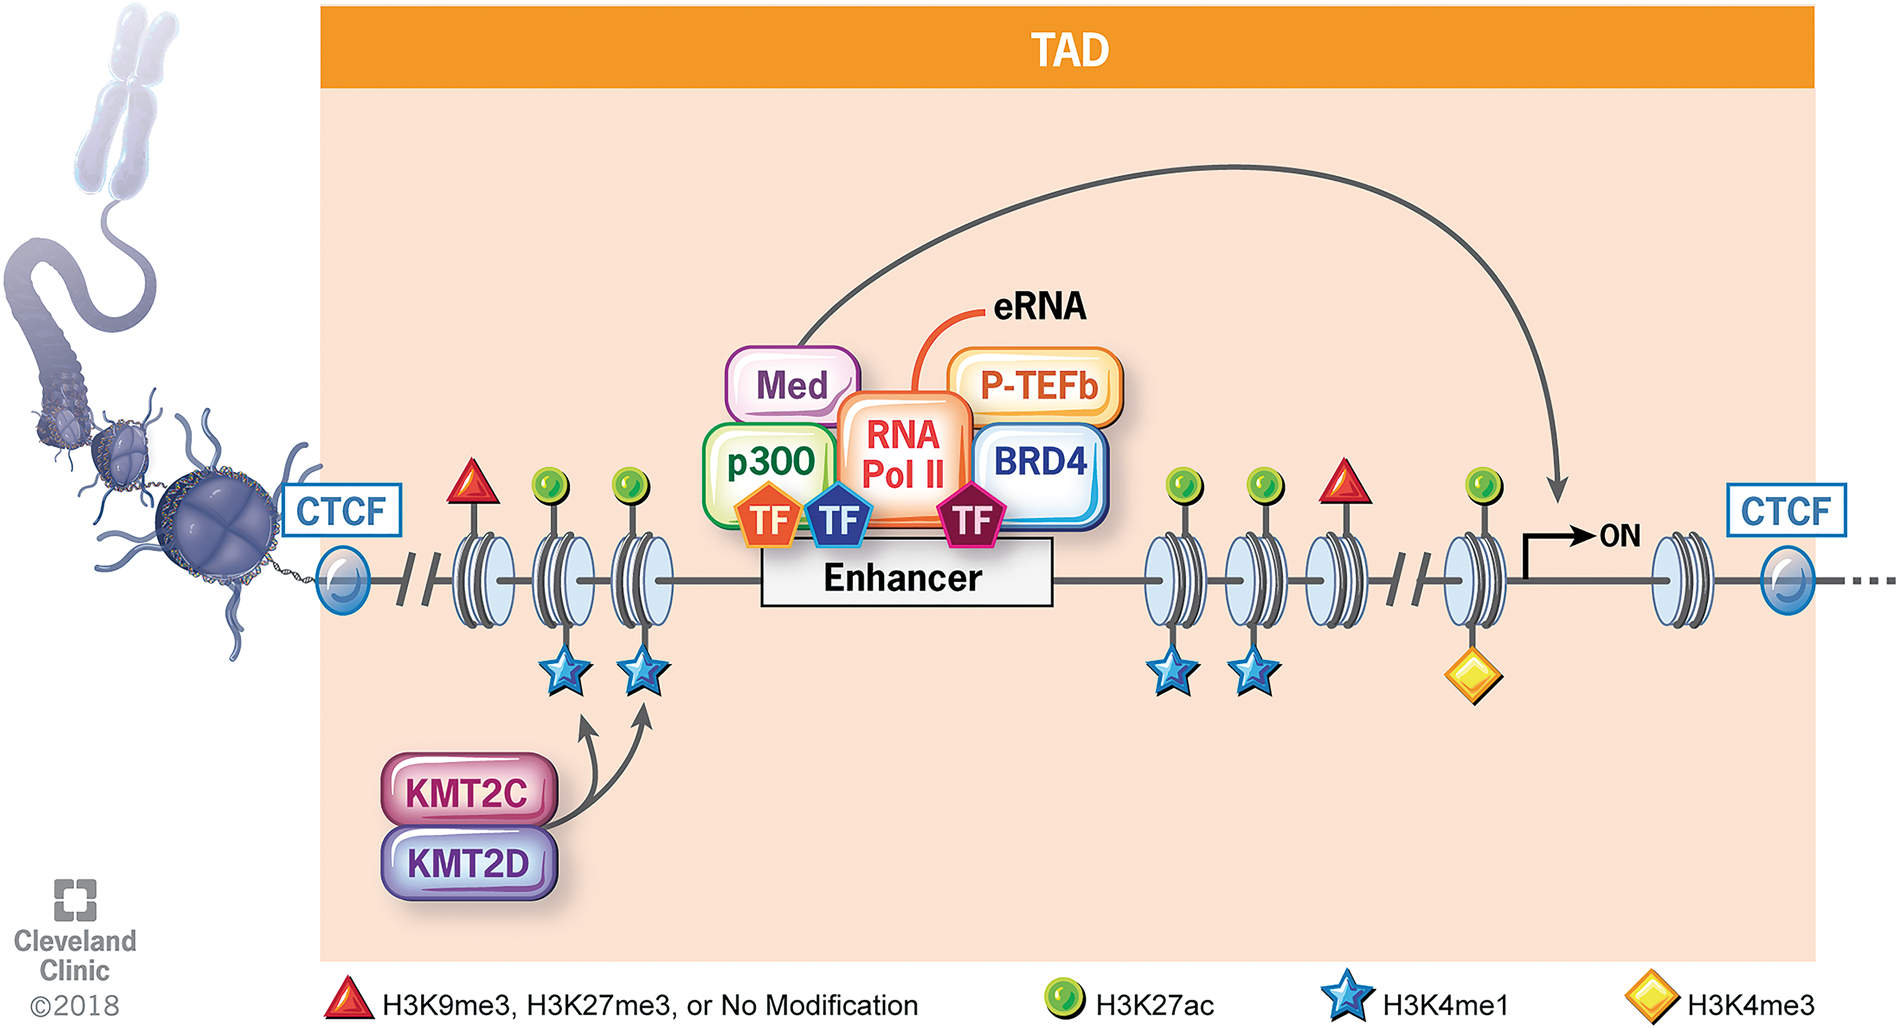 TAD
eRNA
Med
P-TEFb
RNA
Pol II
p300
BRD4
TF
TF
TF
CTCF
CTCF
ON
Enhancer
KMT2C
KMT2D
Cleveland
Clinic
©2018
H3K9me3, H3K27me3, or No Modification
H3K27ac
H3K4me1
H3K4me3